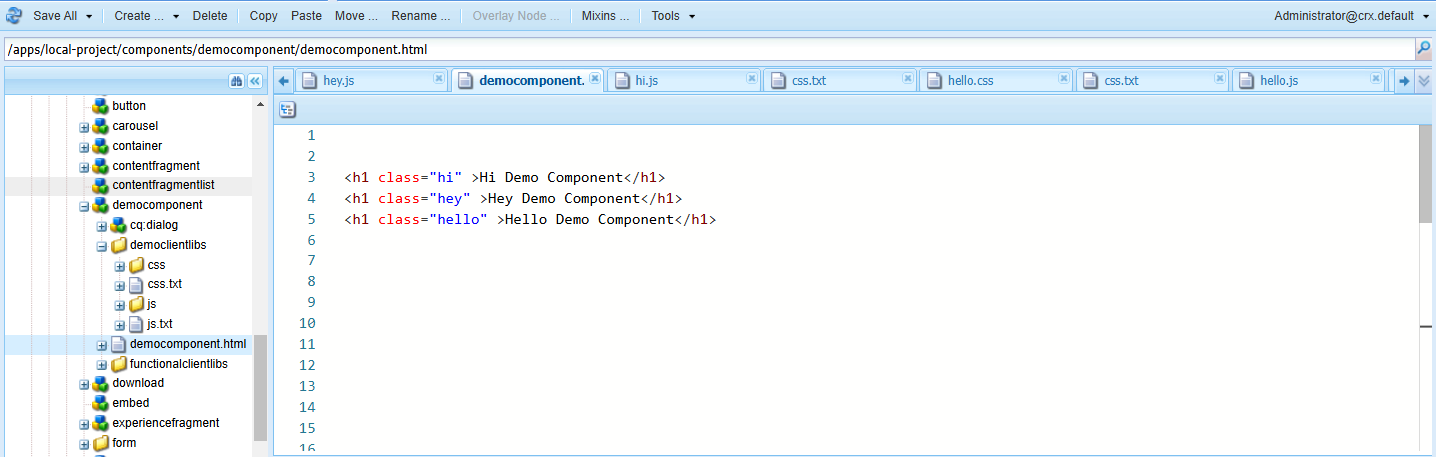 Save All Create ... Delete Copy Paste Move ... Rename ... Overlay Node ... Mixins ... Tools Administrator@crx.default
/apps/local-project/components/democomponent/democomponent.html
hey.js democomponent. hi.js css.txt hello.css css.txt hello.js
button
carousel
container
contentfragment
contentfragmentlist
democomponent
cq:dialog
democlientlibs
css
css.txt
js
js.txt
democomponent.html
functionalclientlibs
download
embed
experiencefragment
form
1
2
3 <h1 class="hi" >Hi Demo Component</h1>
4 <h1 class="hey" >Hey Demo Component</h1>
5 <h1 class="hello" >Hello Demo Component</h1>
6
7
8
9
10
11
12
13
14
15
16